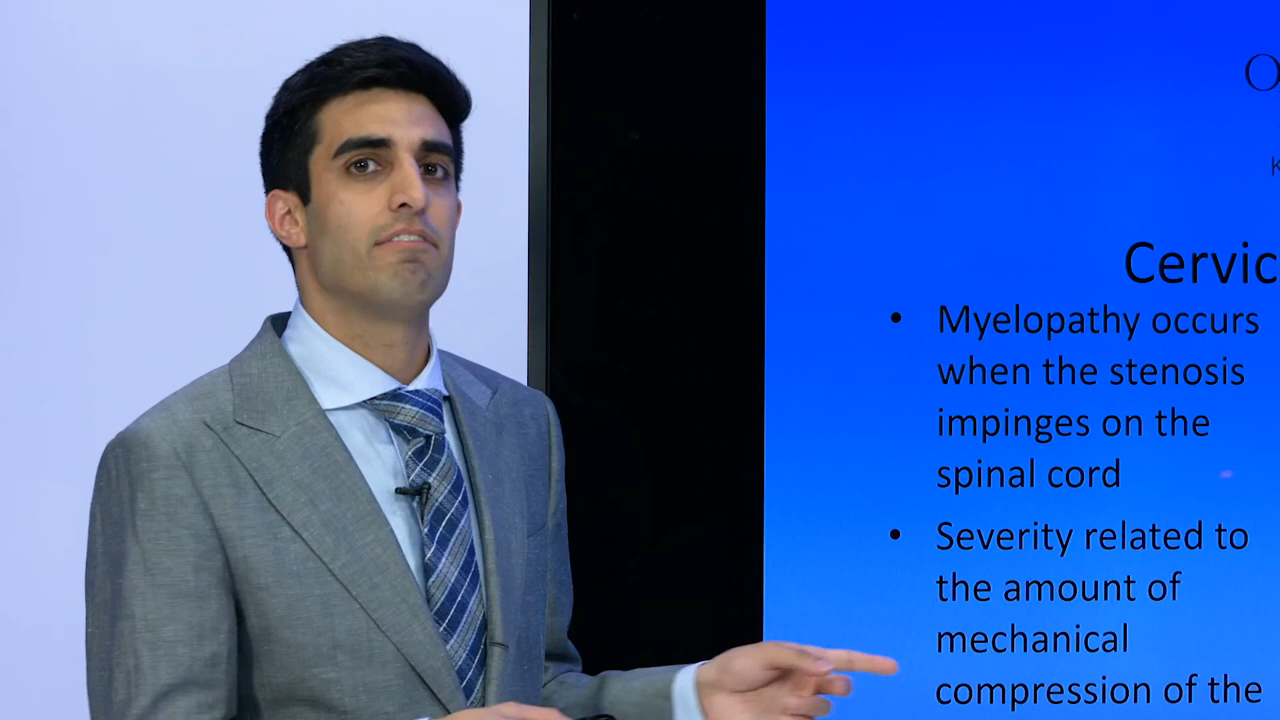 Cervic
• Myelopathy occurs
when the stenosis
impinges on the
spinal cord
• Severity related to
the amount of
mechanical
compression of the